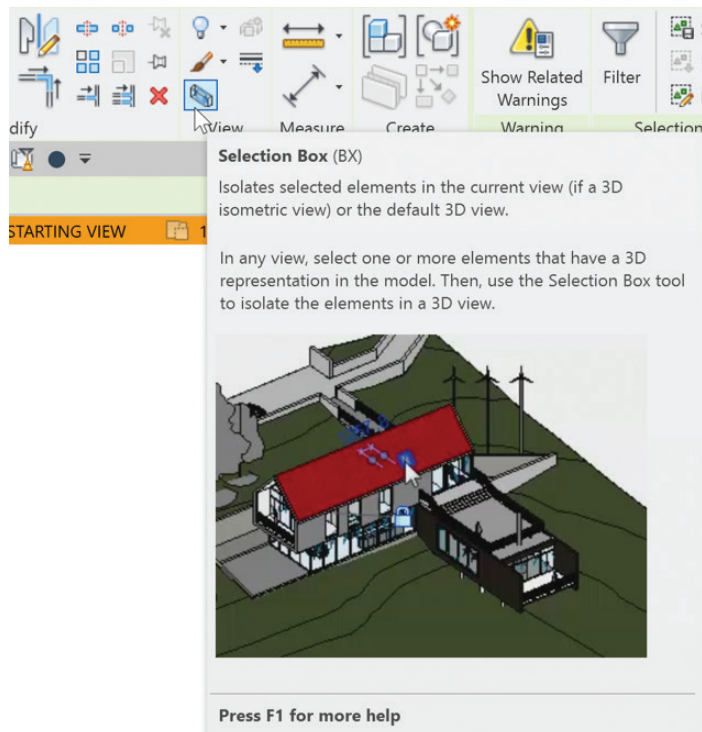 Show Related
Warnings
Filter
dify
View
Measure
Create
Warning
Selection
STARTING VIEW
1
Selection Box (BX)
Isolates selected elements in the current view (if a 3D
isometric view) or the default 3D view.
In any view, select one or more elements that have a 3D
representation in the model. Then, use the Selection Box tool
to isolate the elements in a 3D view.
Press F1 for more help